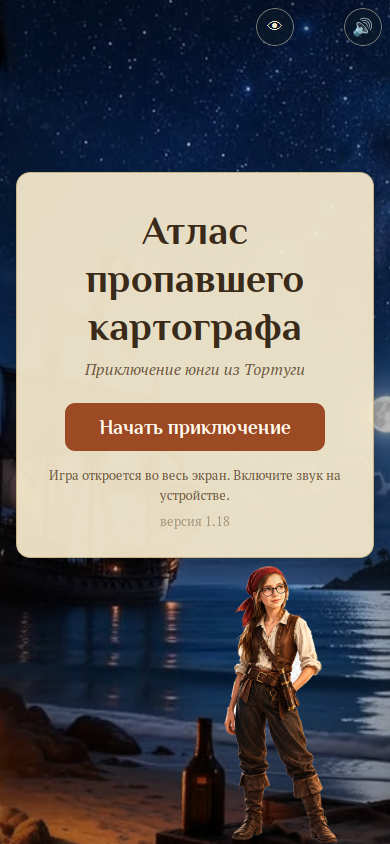 Атлас
пропавшего
картографа
Приключение юнги из Тортуги
Начать приключение
Игра откроется во весь экран. Включите звук на
устройстве.
версия 1.18